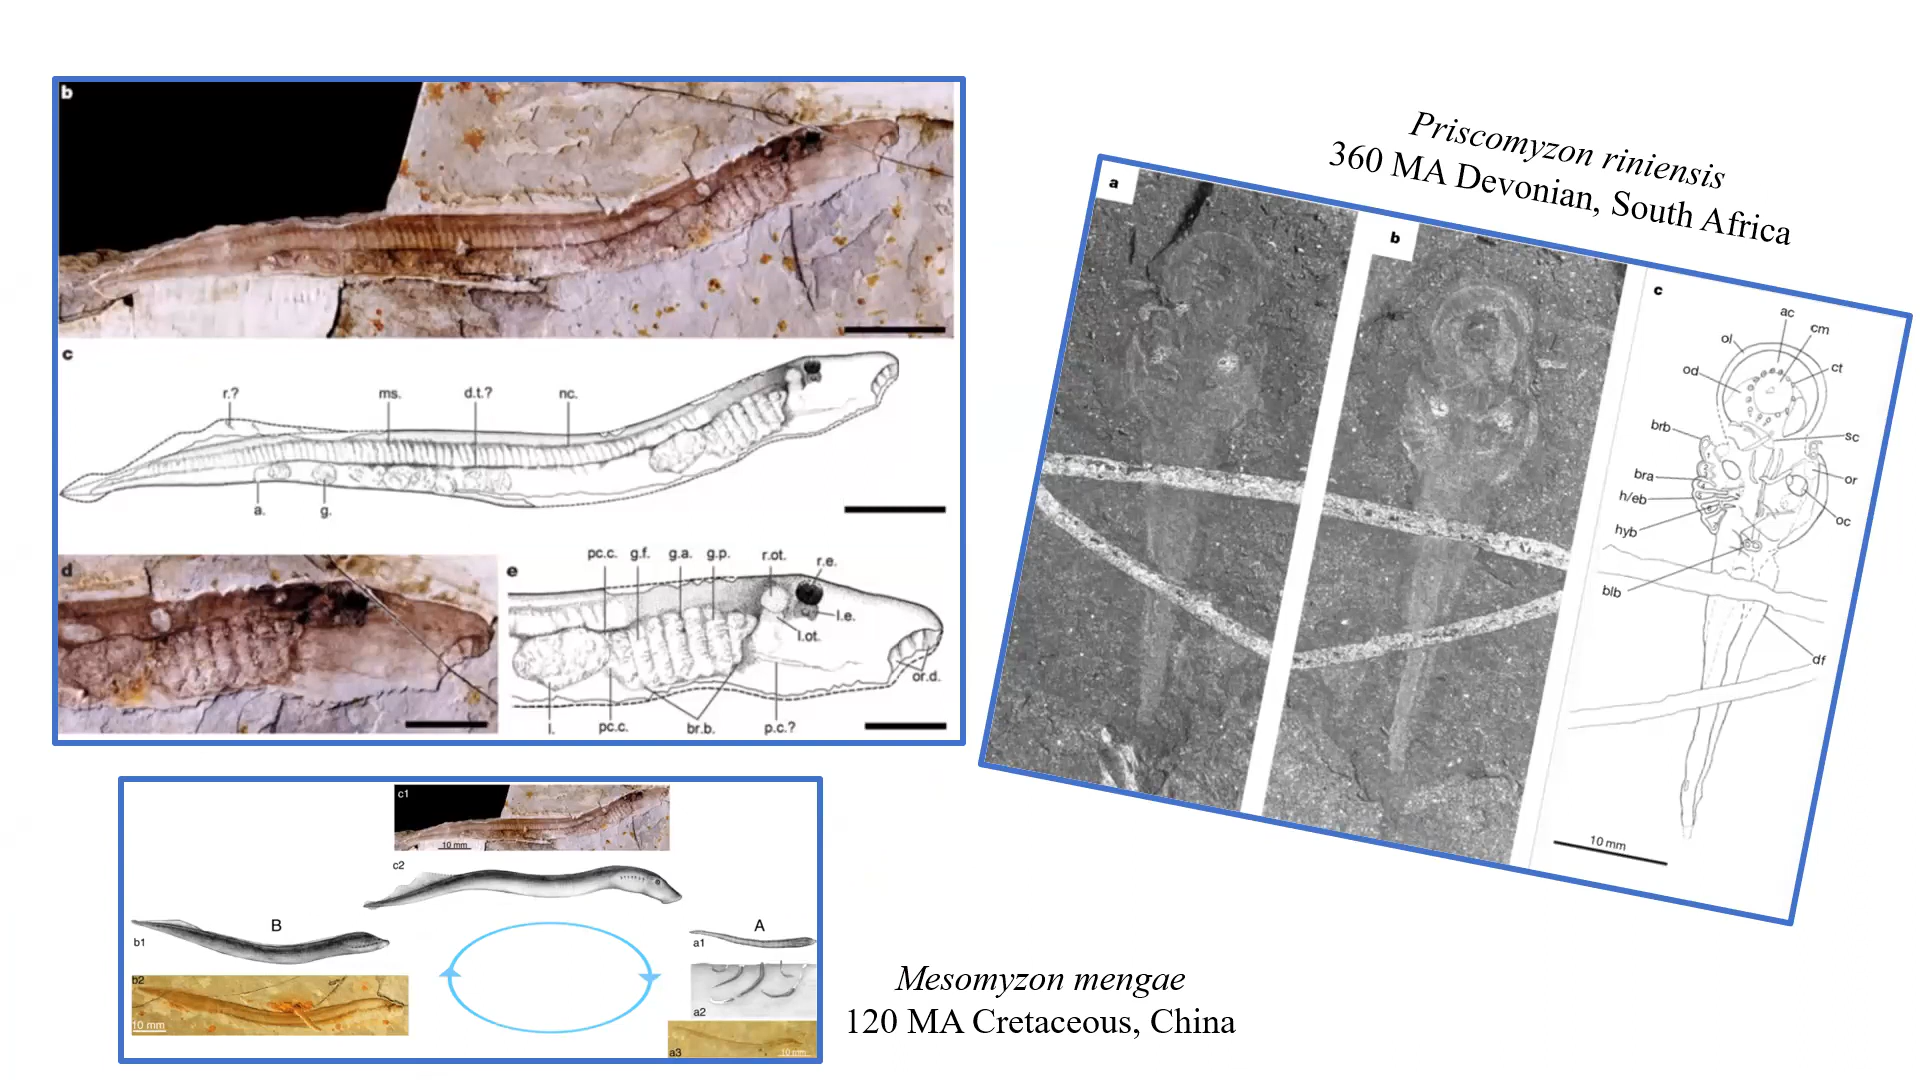 b
c
r.?
ms.
d.t.?
nc.
a.
g.
d
e
pc.c.
g.f.
g.a.
g.p.
r.ot.
r.e.
l.e.
l.ot.
or.d.
l.
pc.c.
br.b.
p.c.?
Priscomyzon riniensis
360 MA Devonian, South Africa
a
b
c
ac
cm
ol
ct
od
brb
sc
bra
or
h/eb
oc
hyb
blb
df
10 mm
c1
10 mm
c2
B
A
b1
a1
b2
10 mm
a2
a3
10 mm
Mesomyzon mengae
120 MA Cretaceous, China